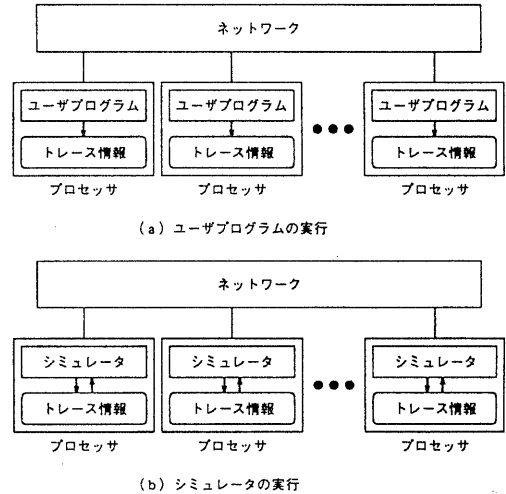 ネットワーク
ユーザプログラム ユーザプログラム ユーザプログラム
トレース情報 トレース情報 トレース情報
プロセッサ プロセッサ プロセッサ
(a) ユーザプログラムの実行
ネットワーク
シミュレータ シミュレータ シミュレータ
トレース情報 トレース情報 トレース情報
プロセッサ プロセッサ プロセッサ
(b) シミュレータの実行